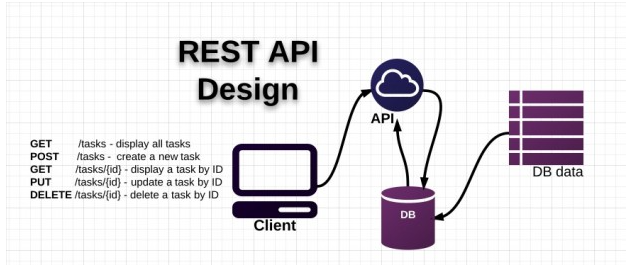 REST API
Design
API
GET /tasks - display all tasks
POST /tasks - create a new task
GET /tasks/{id} - display a task by ID
PUT /tasks/{id} - update a task by ID
DELETE /tasks/{id} - delete a task by ID
Client
DB
DB data